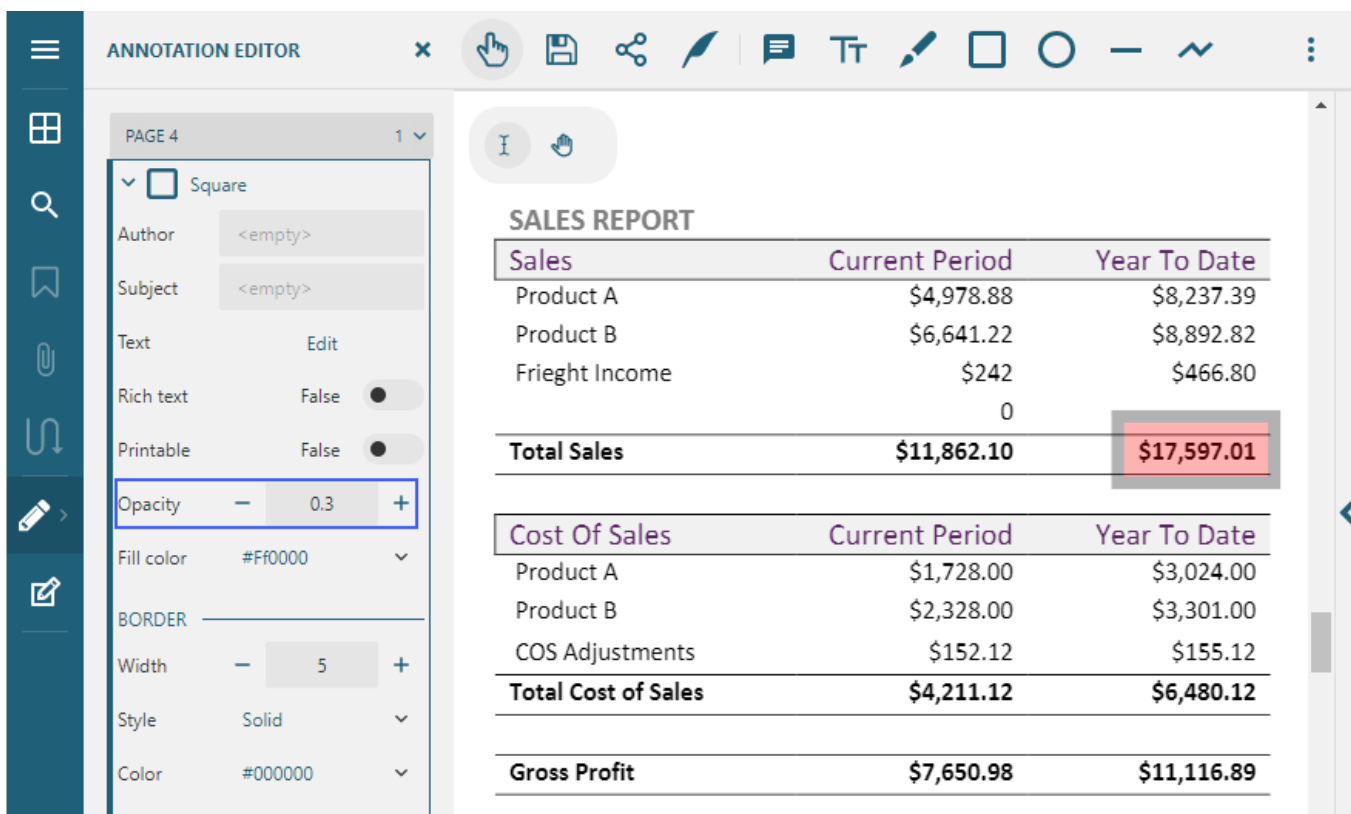 ANNOTATION EDITOR
PAGE 4 1
Square
Author <empty>
Subject <empty>
Text Edit
Rich text False
Printable False
Opacity 0.3
Fill color #Ff0000
BORDER
Width 5
Style Solid
Color #000000
Tt
SALES REPORT
Sales Current Period Year To Date
Product A $4,978.88 $8,237.39
Product B $6,641.22 $8,892.82
Frieght Income $242 $466.80
0
Total Sales $11,862.10 $17,597.01
Cost Of Sales Current Period Year To Date
Product A $1,728.00 $3,024.00
Product B $2,328.00 $3,301.00
COS Adjustments $152.12 $155.12
Total Cost of Sales $4,211.12 $6,480.12
Gross Profit $7,650.98 $11,116.89